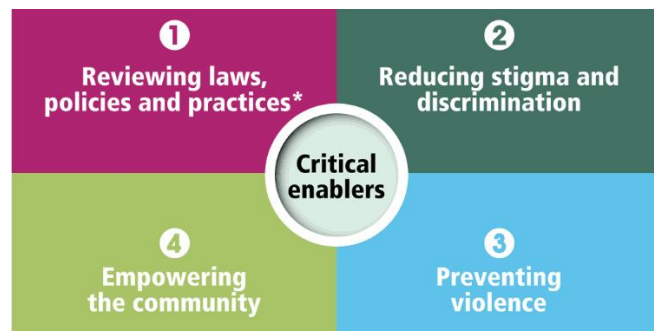 1
Reviewing laws,
policies and practices*
2
Reducing stigma and
discrimination
Critical
enablers
4
Empowering
the community
3
Preventing
violence